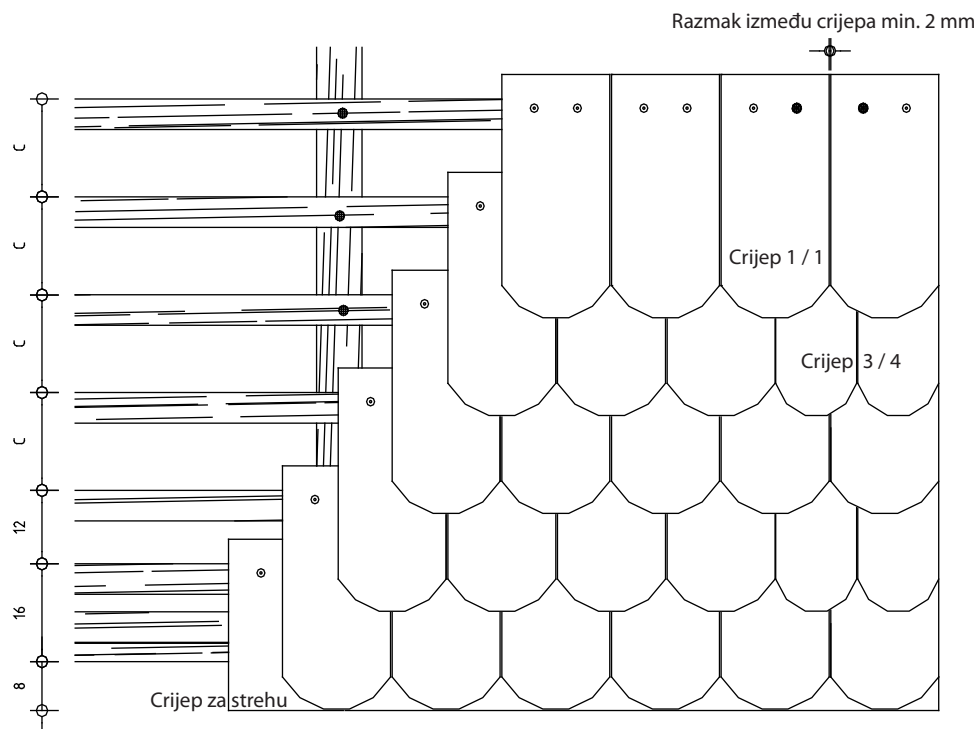 Razmak između crijepa min. 2 mm
C
C
Crijep 1 / 1
C
Crijep 3 / 4
C
12
16
8
Crijep za strehu